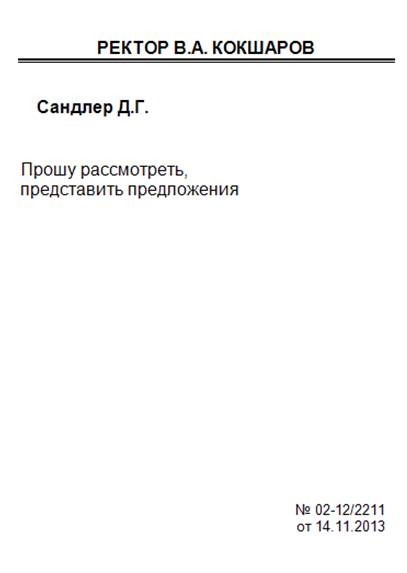 РЕКТОР В.А. КОКШАРОВ
Сандлер Д.Г.
Прошу рассмотреть,
представить предложения
№ 02-12/2211
от 14.11.2013